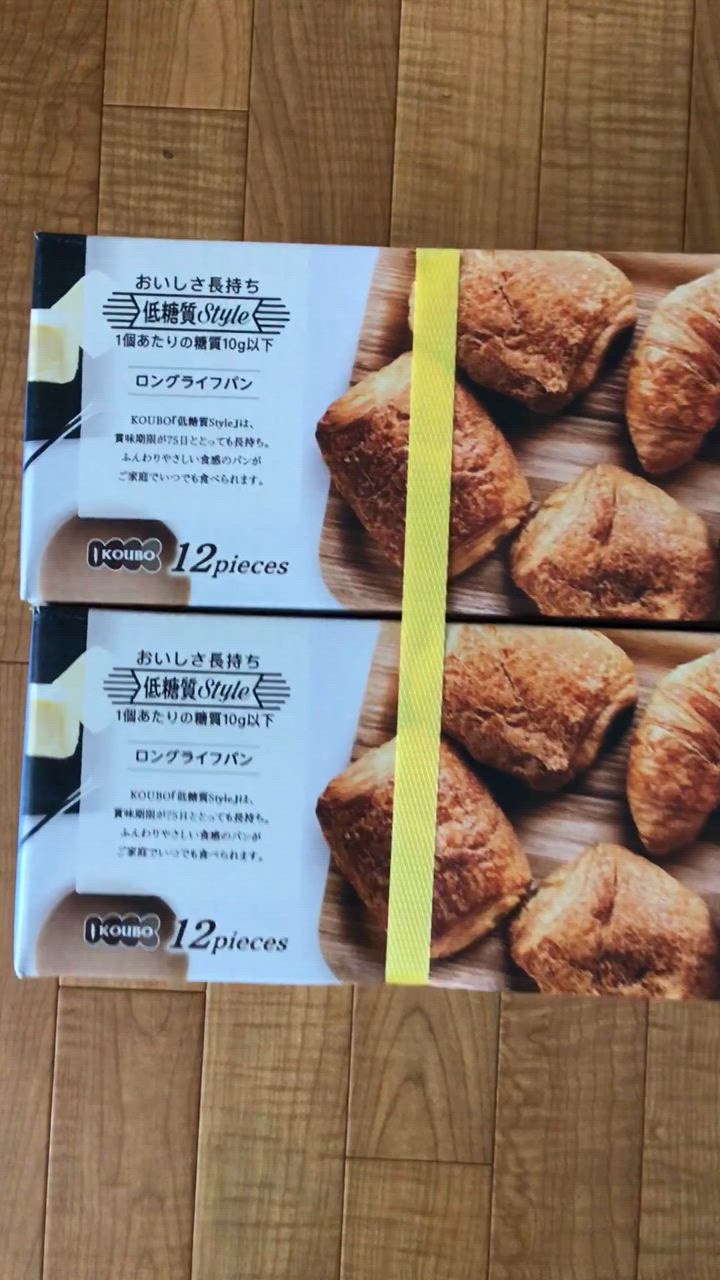 おいしさ長持ち
低糖質Style
1個あたりの糖質10g以下
ロングライフパン
KOUBO『低糖質Style』は、
賞味期限が75日ととっても長持ち。
ふんわりやさしい食感のパンが
ご家庭でいつでも食べられます。
KOUBO 12pieces
おいしさ長持ち
低糖質Style
1個あたりの糖質10g以下
ロングライフパン
KOUBO『低糖質Style』は、
賞味期限が75日ととっても長持ち。
ふんわりやさしい食感のパンが
ご家庭でいつでも食べられます。
KOUBO 12pieces